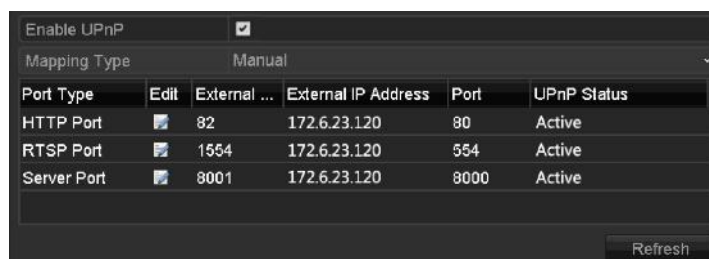 Enable UPnP
Mapping Type Manual
Port Type Edit External ... External IP Address Port UPnP Status
HTTP Port 82 172.6.23.120 80 Active
RTSP Port 1554 172.6.23.120 554 Active
Server Port 8001 172.6.23.120 8000 Active
Refresh